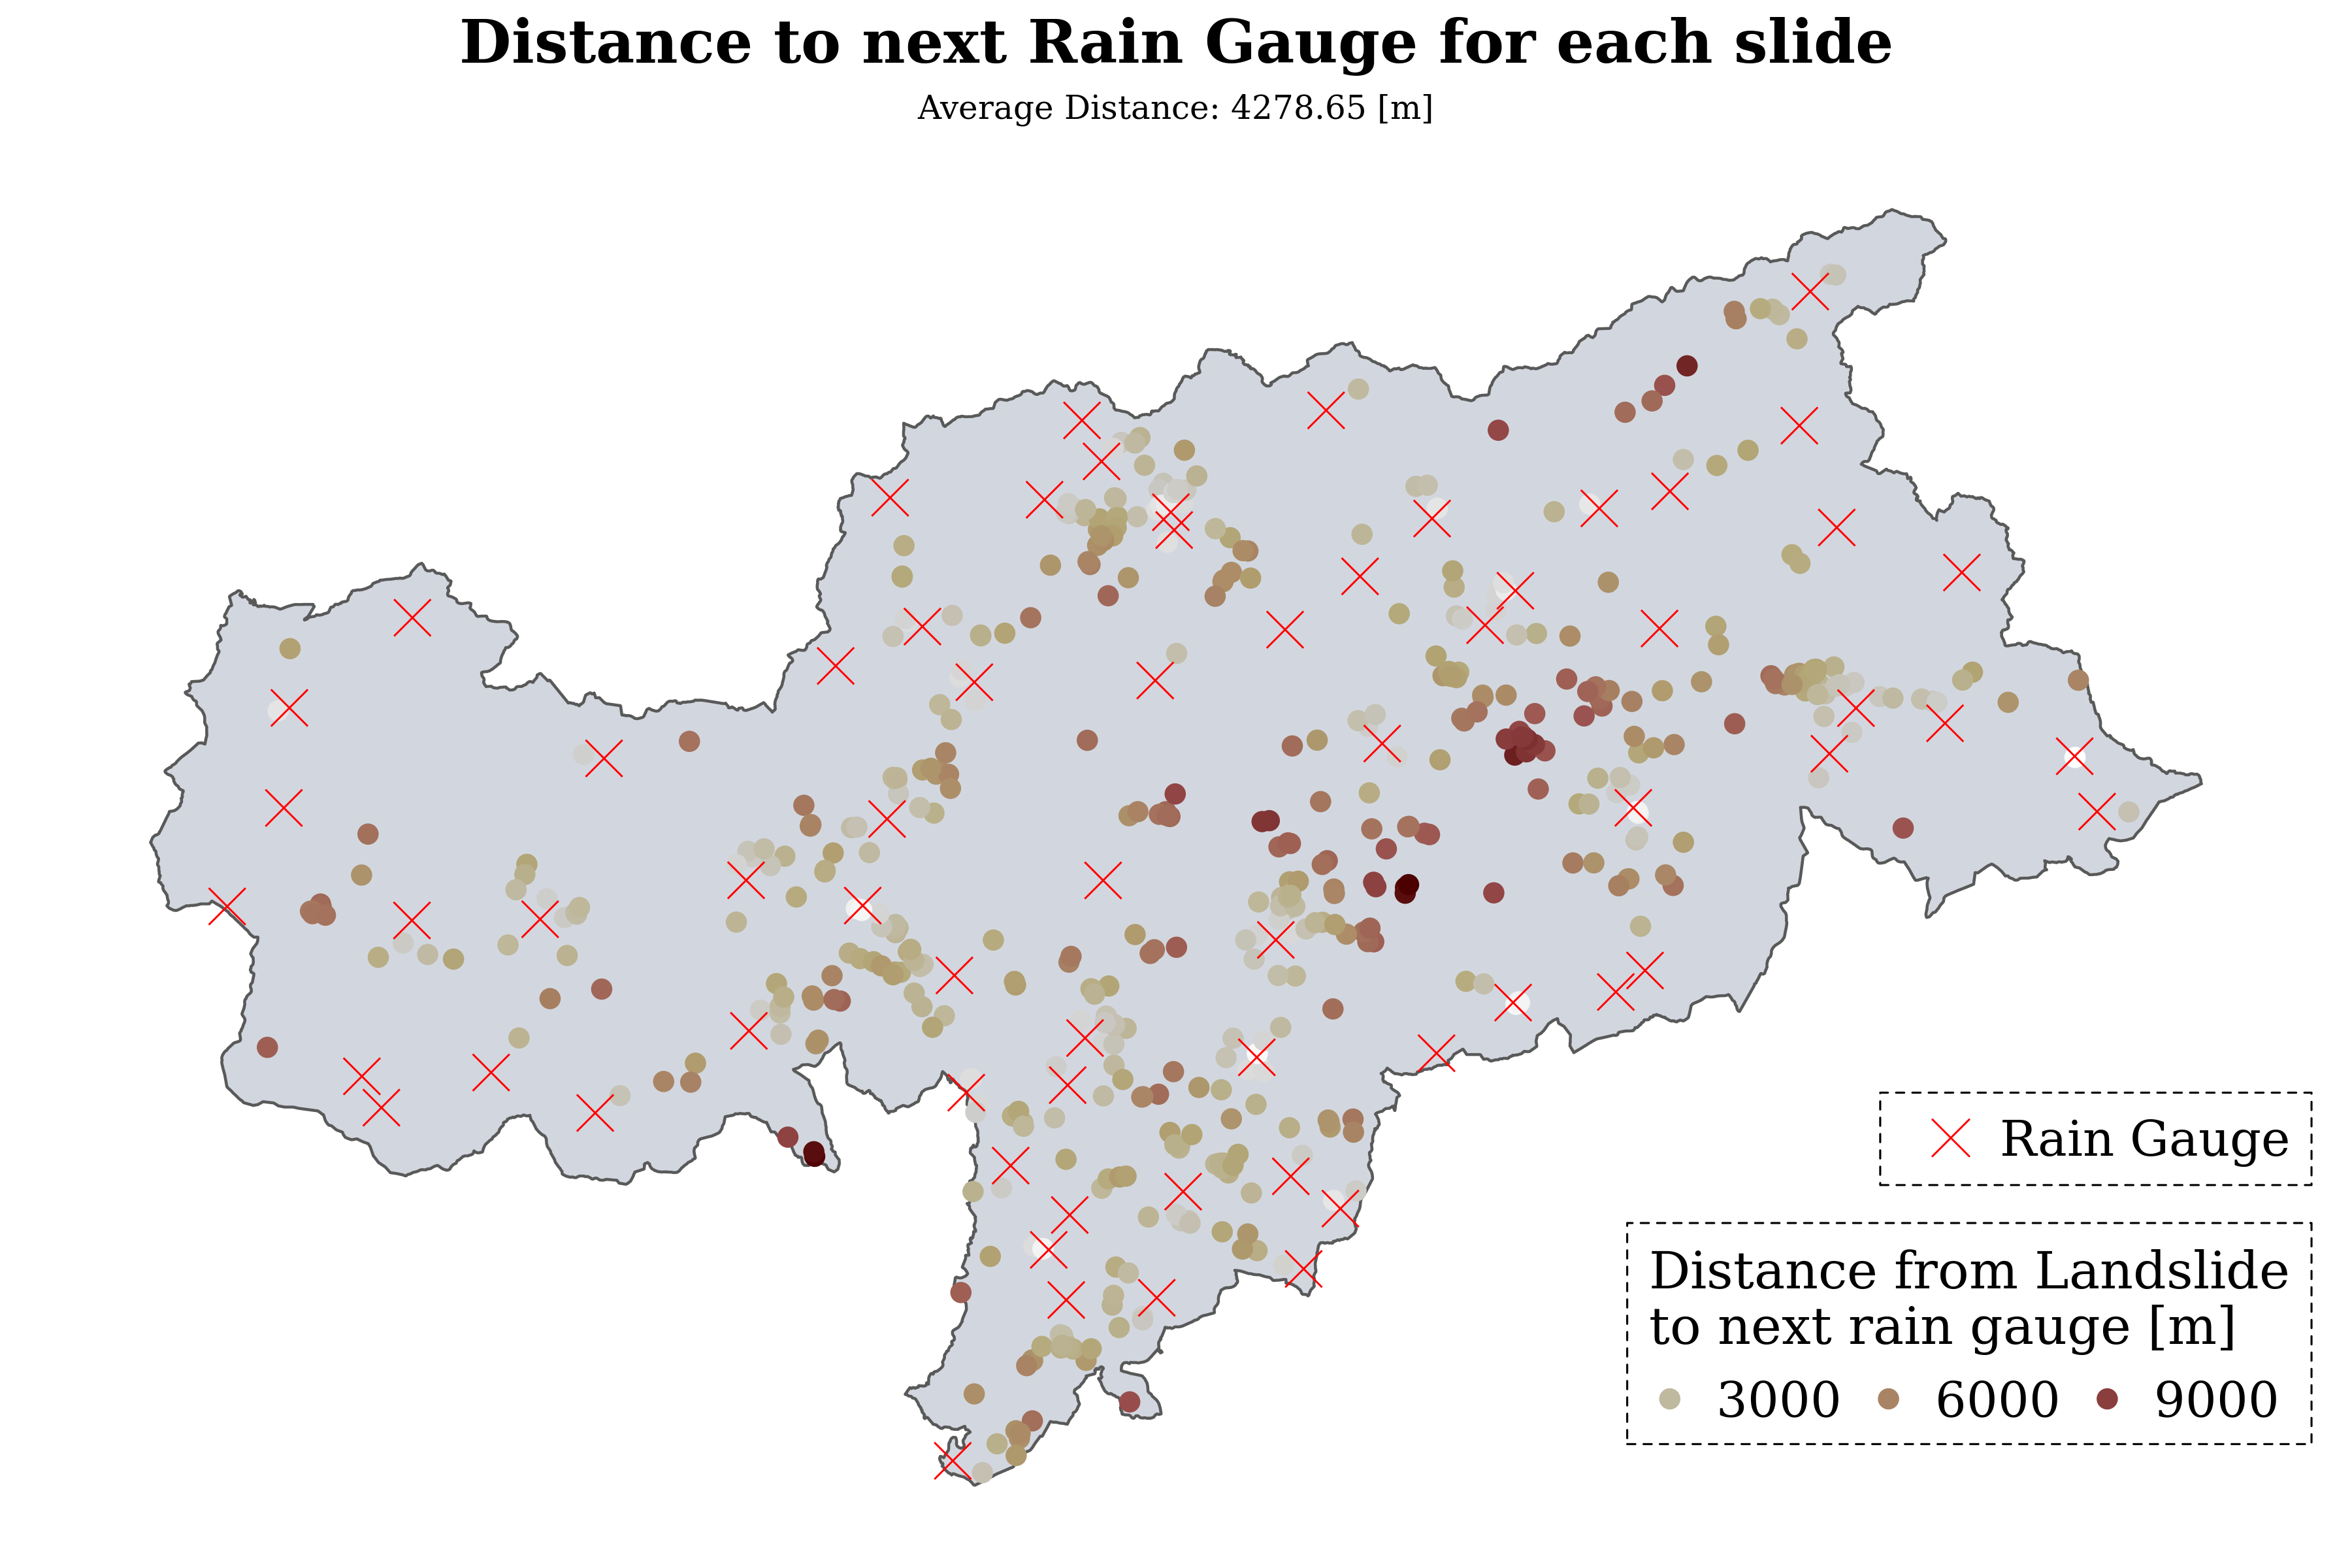 Distance to next Rain Gauge for each slide
Average Distance: 4278.65 [m]
Rain Gauge
Distance from Landslide
to next rain gauge [m]
3000 6000 9000